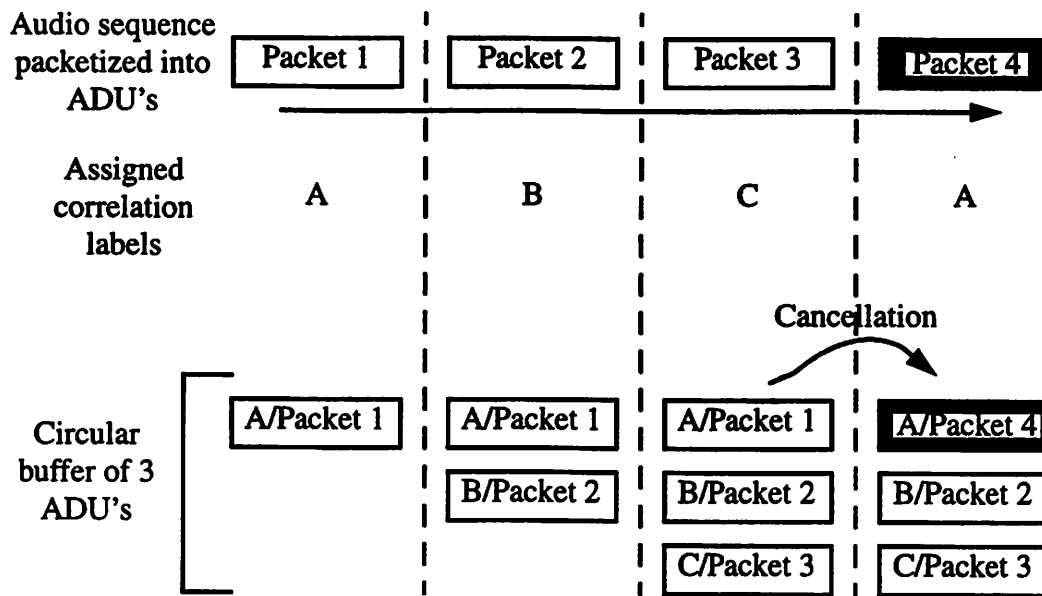 Audio sequence
packetized into
ADU's
Packet 1
Packet 2
Packet 3
Packet 4
Assigned
correlation
labels
A
B
C
A
Cancellation
Circular
buffer of 3
ADU's
A/Packet 1
A/Packet 1
A/Packet 1
A/Packet 4
B/Packet 2
B/Packet 2
B/Packet 2
C/Packet 3
C/Packet 3